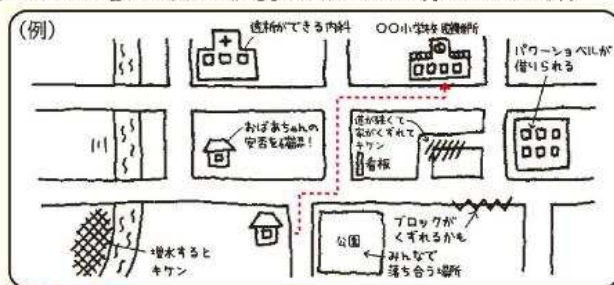 (例)
透析ができる内科
〇〇小学校避難所
パワーショベルが
借りられる
おばあちゃんの
安否を確認!
道が狭くて
家がくずれて
キケン
看板
川
増水すると
キケン
公園
ブロックが
くずれるかも
みんなで
落ち合う場所